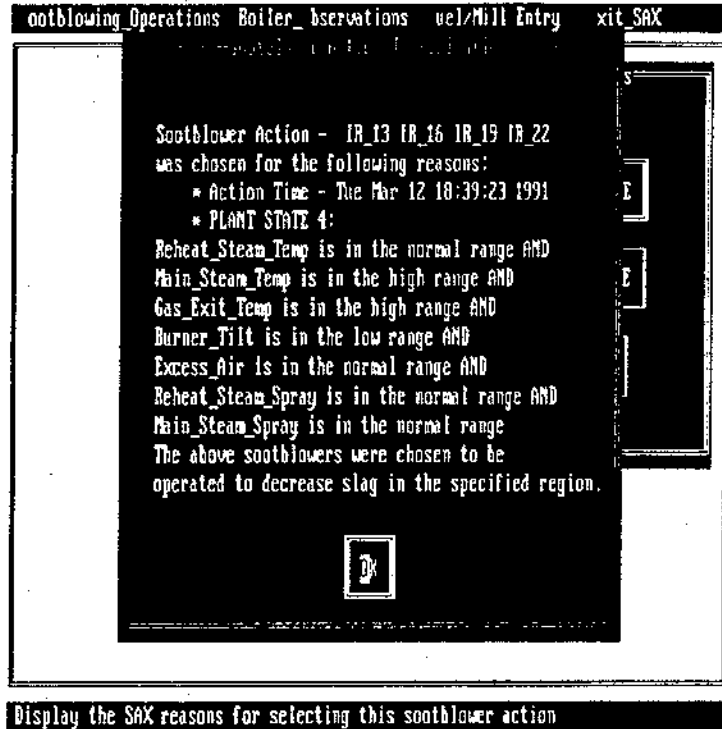 ootblowing_Operations Boiler_ bservations uel/Mill Entry xit_SAX
S
Sootblower Action - IR_13 IR_16 IR_19 IR_22
was chosen for the following reasons:
* Action Time - Tue Mar 12 18:39:23 1991
* PLANT STATE 4:
Reheat_Steam_Temp is in the normal range AND
Main_Steam_Temp is in the high range AND
Gas_Exit_Temp is in the high range AND
Burner_Tilt is in the low range AND
Excess_Air is in the normal range AND
Reheat_Steam_Spray is in the normal range AND
Main_Steam_Spray is in the normal range
The above sootblowers were chosen to be
operated to decrease slag in the specified region.
E
E
OK
Display the SAX reasons for selecting this sootblower action